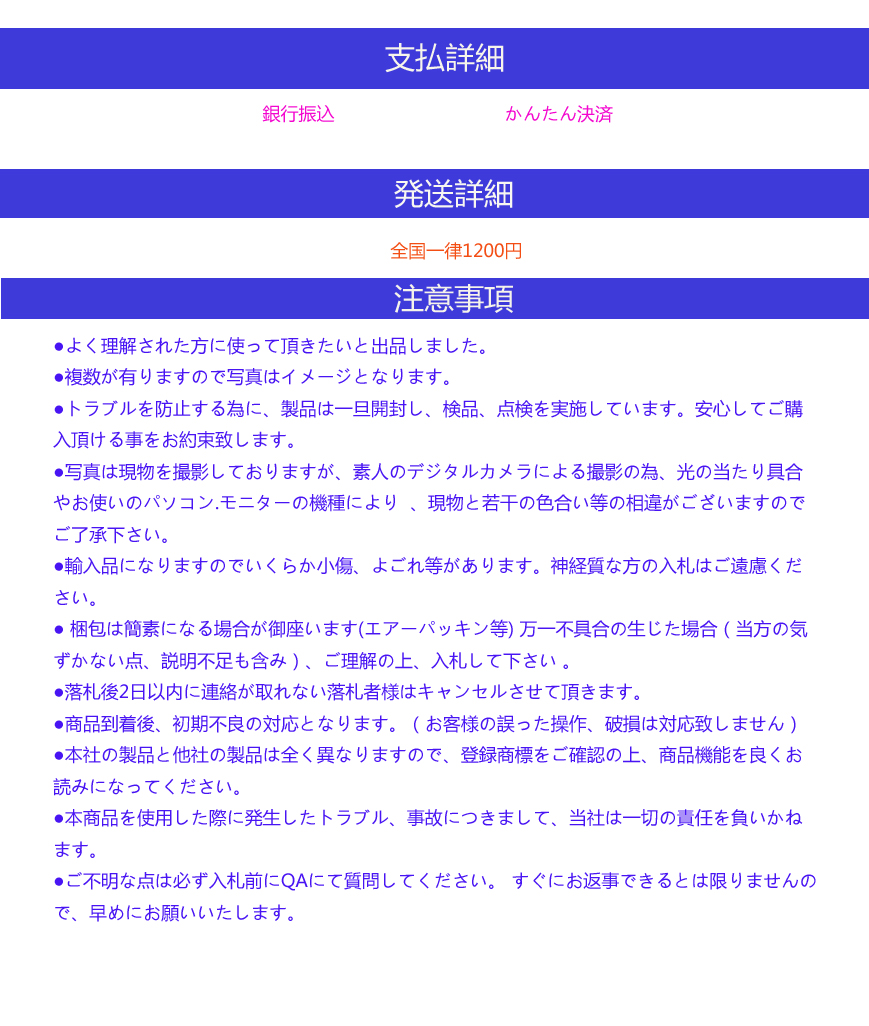 支払詳細
銀行振込 かんたん決済
発送詳細
全国一律1200円
注意事項
●よく理解された方に使って頂きたいと出品しました。
●複数が有りますので写真はイメージとなります。
●トラブルを防止する為に、製品は一旦開封し、検品、点検を実施しています。安心してご購
入頂ける事をお約束致します。
●写真は現物を撮影しておりますが、素人のデジタルカメラによる撮影の為、光の当たり具合
やお使いのパソコン.モニターの機種により 、現物と若干の色合い等の相違がございますので
ご了承下さい。
●輸入品になりますのでいくらか小傷、よごれ等があります。神経質な方の入札はご遠慮くだ
さい。
● 梱包は簡素になる場合が御座います(エアーパッキン等) 万一不具合の生じた場合 ( 当方の気
ずかない点、説明不足も含み ) 、ご理解の上、入札して下さい 。
●落札後2日以内に連絡が取れない落札者様はキャンセルさせて頂きます。
●商品到着後、初期不良の対応となります。 ( お客様の誤った操作、破損は対応致しません )
●本社の製品と他社の製品は全く異なりますので、登録商標をご確認の上、商品機能を良くお
読みになってください。
●本商品を使用した際に発生したトラブル、事故につきまして、当社は一切の責任を負いかね
ます。
●ご不明な点は必ず入札前にQAにて質問してください。 すぐにお返事できるとは限りませんの
で、早めにお願いいたします。